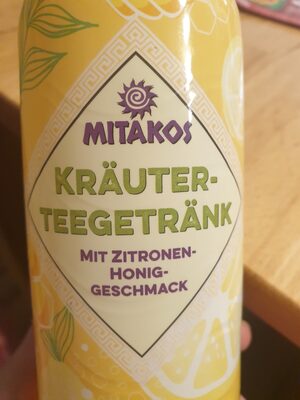 MITAKOS
KRÄUTER-
TEEGETRÄNK
MIT ZITRONEN-
HONIG-
GESCHMACK